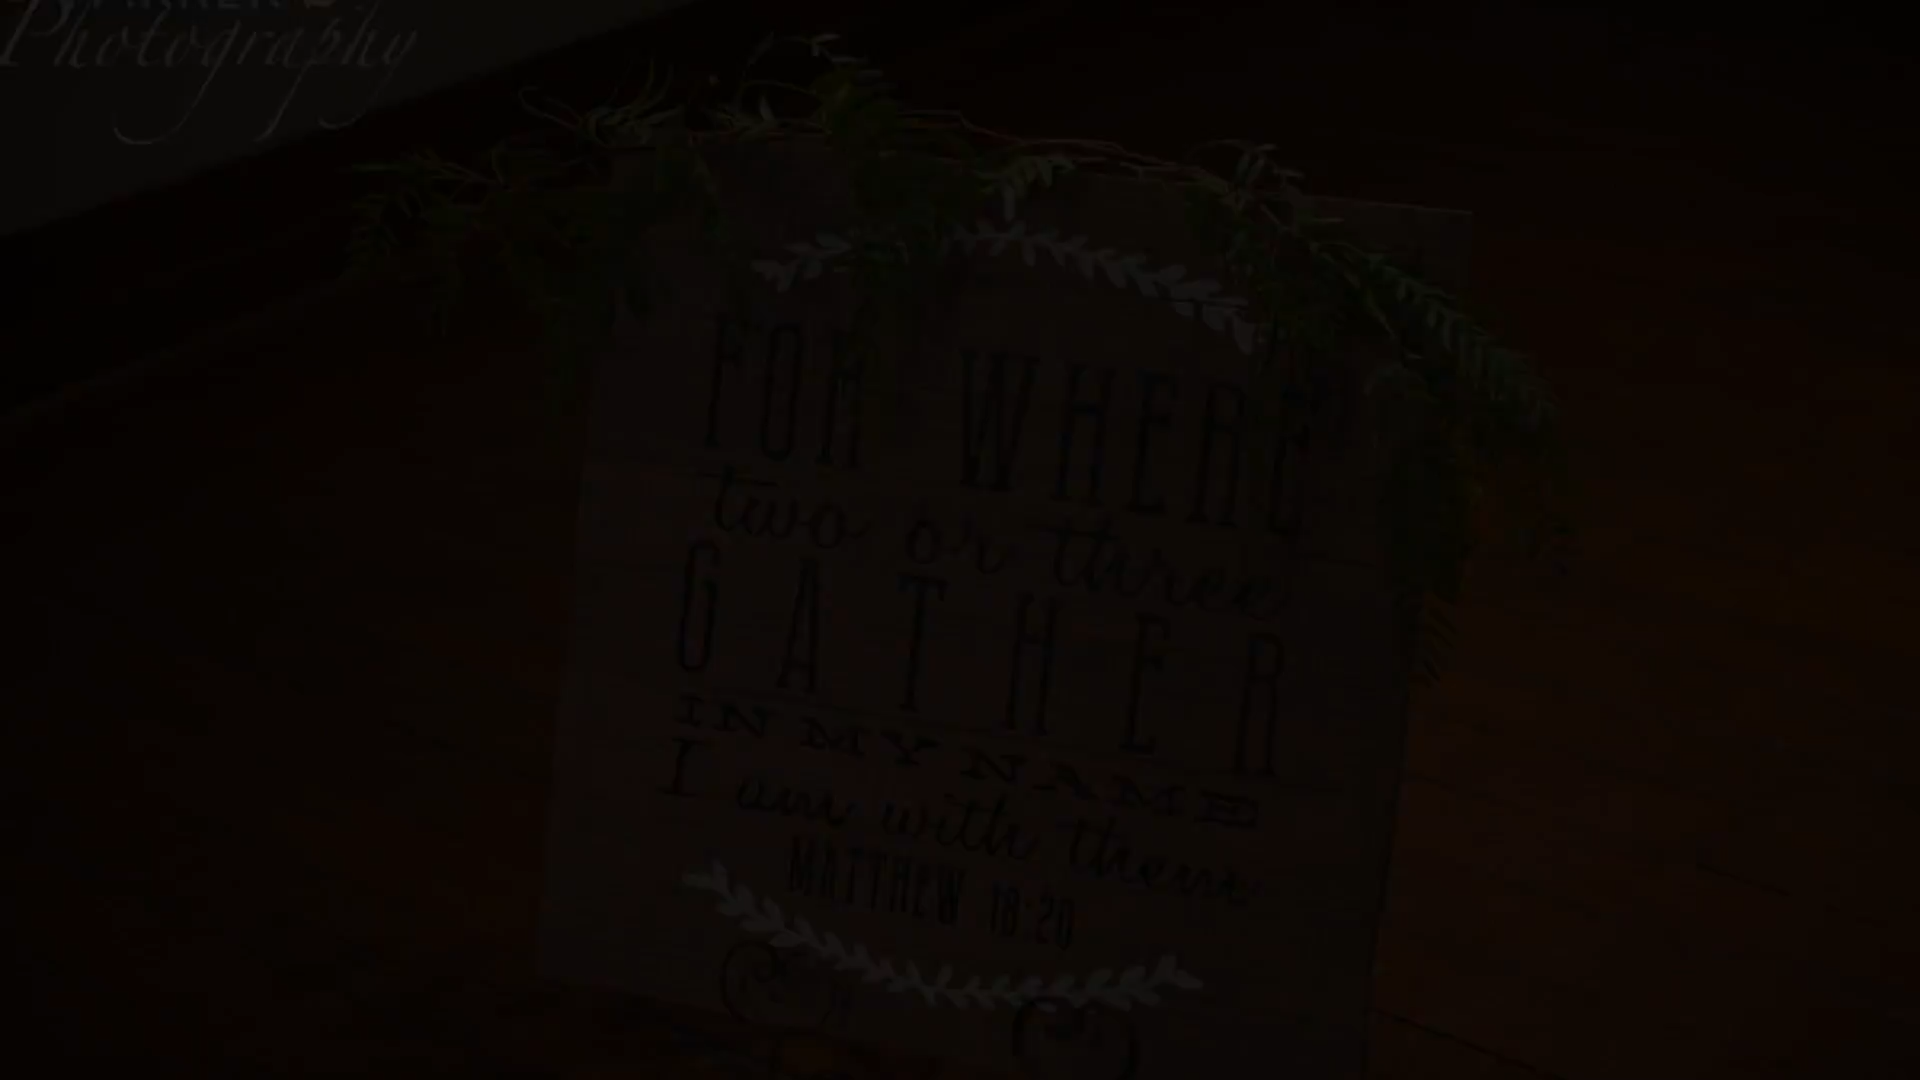 Photography
FOR WHERE
two or three
GATHER
IN MY NAME
I am with them
MATTHEW 18:20